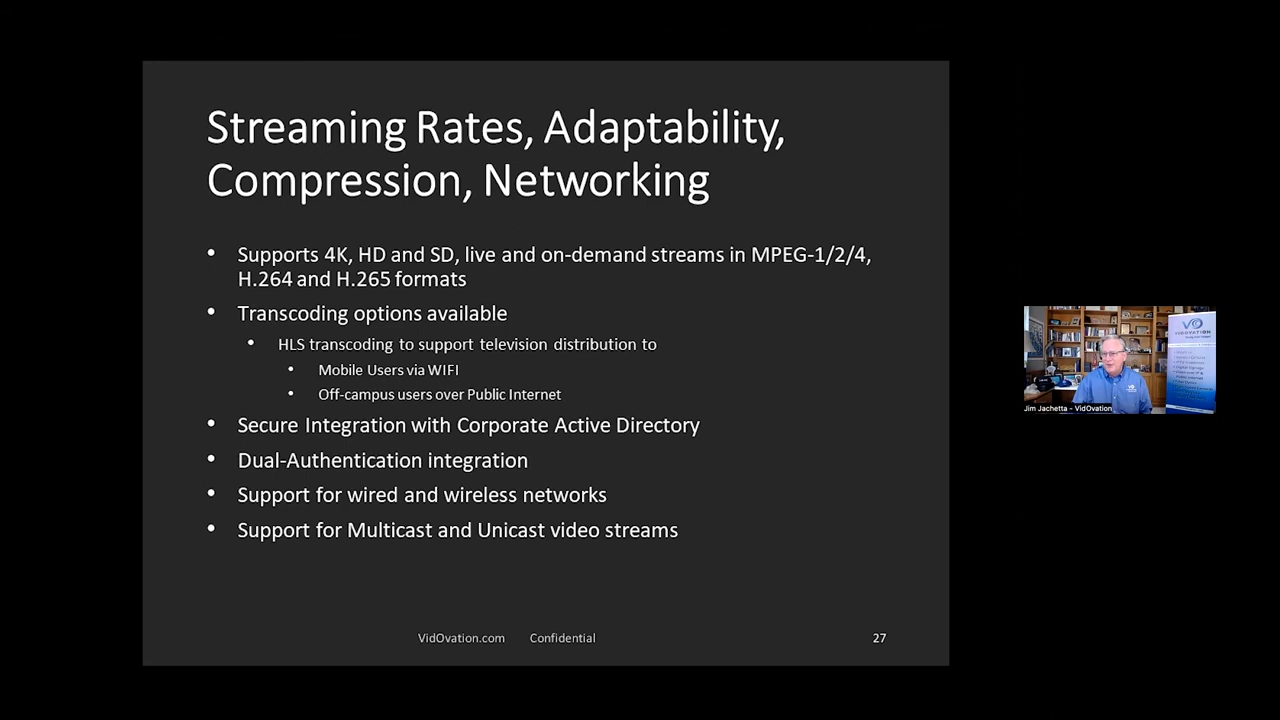 Streaming Rates, Adaptability,
Compression, Networking
• Supports 4K, HD and SD, live and on-demand streams in MPEG-1/2/4,
H.264 and H.265 formats
• Transcoding options available
• HLS transcoding to support television distribution to
• Mobile Users via WIFI
• Off-campus users over Public Internet
• Secure Integration with Corporate Active Directory
• Dual-Authentication integration
• Support for wired and wireless networks
• Support for Multicast and Unicast video streams
VidOvation.com Confidential 27
VO
VIDOVATION
Jim Jachetta - VidOvation